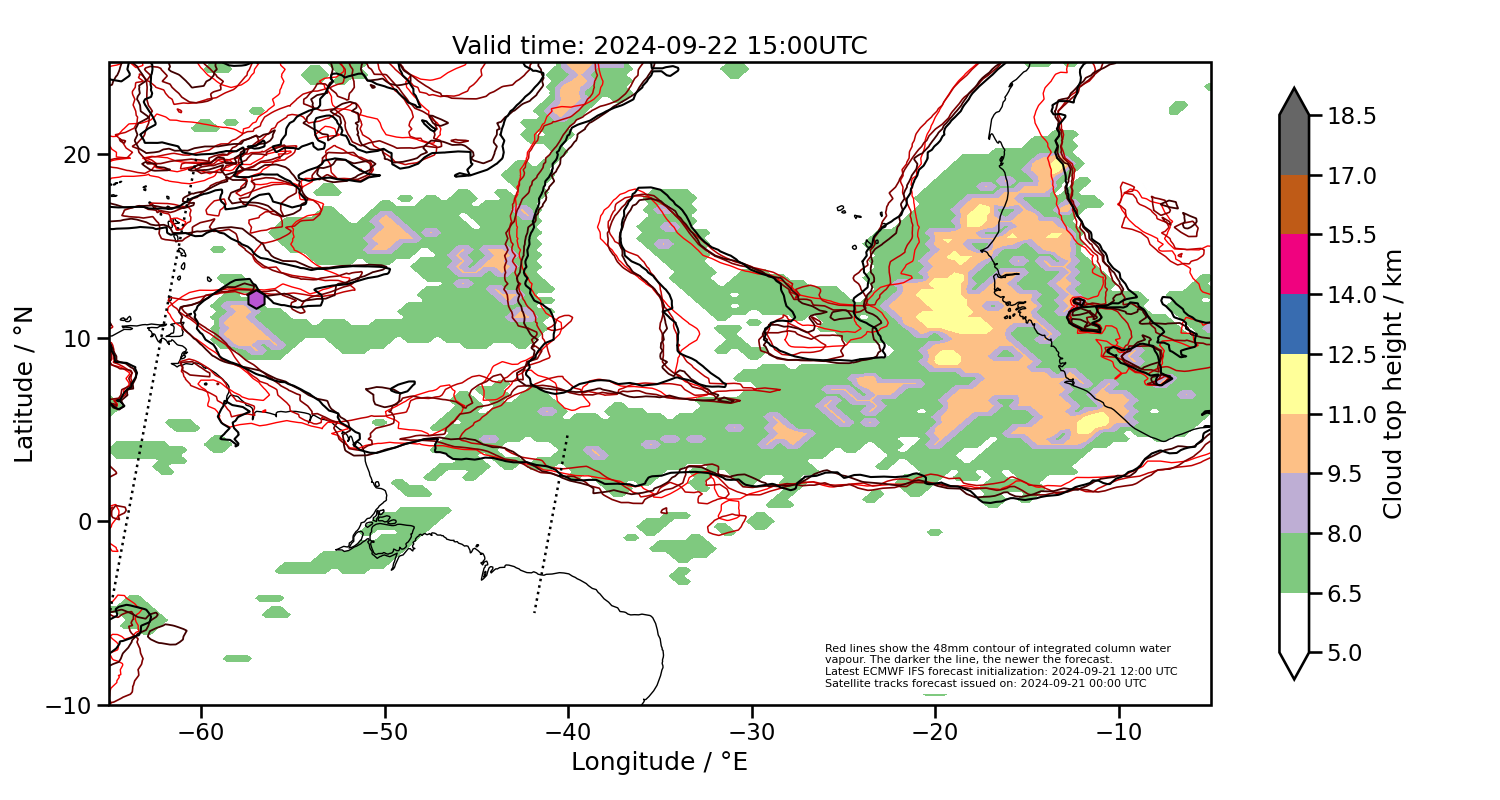 Valid time: 2024-09-22 15:00UTC
Latitude / °N
20
10
0
−10
−60
−50
−40
−30
−20
−10
Longitude / °E
Red lines show the 48mm contour of integrated column water
vapour. The darker the line, the newer the forecast.
Latest ECMWF IFS forecast initialization: 2024-09-21 12:00 UTC
Satellite tracks forecast issued on: 2024-09-21 00:00 UTC
18.5
17.0
15.5
14.0
12.5
11.0
9.5
8.0
6.5
5.0
Cloud top height / km